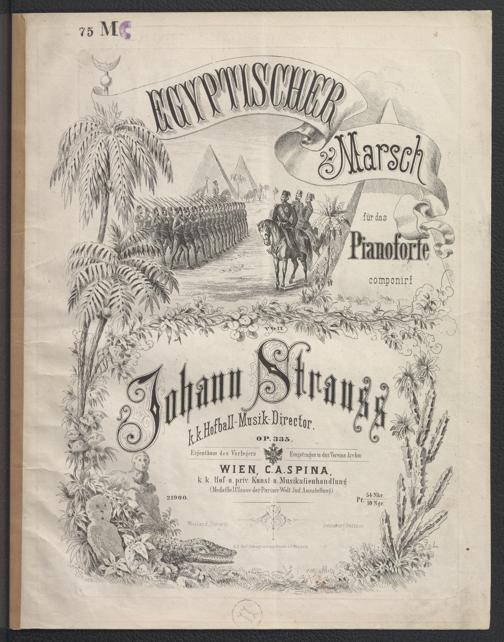 75 M
EGYPTISCHER
Marsch
für das
Pianoforte
componirt
von
Johann Strauss
k.k. Hofball-Musik-Director.
OP. 335.
Eigenthum des Verlegers
Eingetragen in das Vereins Archiv
WIEN, C.A. SPINA,
k. k. Hof u. priv. Kunst u. Musikalienhandlung
21900.
Pr. 54 Nkr.
10 Ngr.